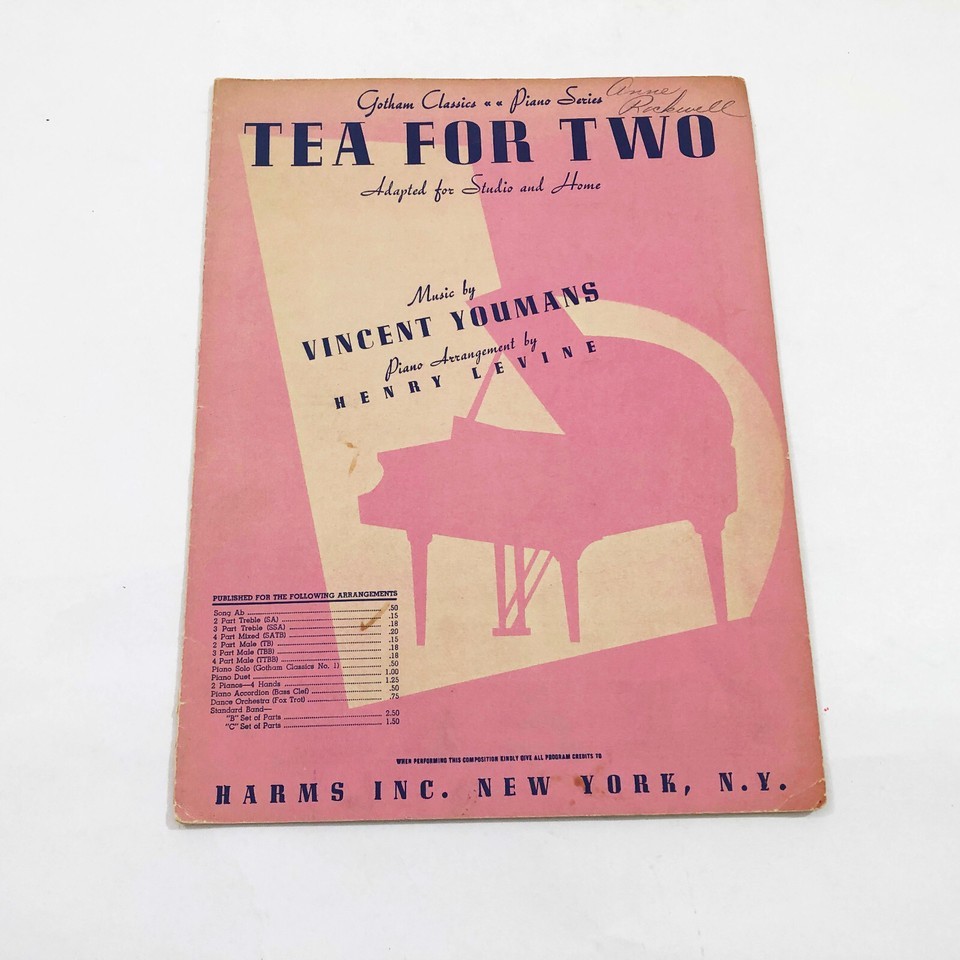 Anne
Rockwell
Gotham Classics « « Piano Series
TEA FOR TWO
Adapted for Studio and Home
Music by
VINCENT YOUMANS
Piano Arrangement by
HENRY LEVINE
PUBLISHED FOR THE FOLLOWING ARRANGEMENTS
Song Ab .50
2 Part Treble (SA) .15
3 Part Treble (SSA) .18
4 Part Mixed (SATB) .20
2 Part Male (TB) .15
3 Part Male (TBB) .18
4 Part Male (TTBB) .18
Piano Solo (Gotham Classics No. 1) .50
Piano Duet 1.00
2 Pianos—4 Hands 1.25
Piano Accordion (Bass Clef) .50
Dance Orchestra (Fox Trot) .75
Standard Band—
"B" Set of Parts 2.50
"C" Set of Parts 1.50
WHEN PERFORMING THIS COMPOSITION KINDLY GIVE ALL PROGRAM CREDITS TO
HARMS INC. NEW YORK, N.Y.